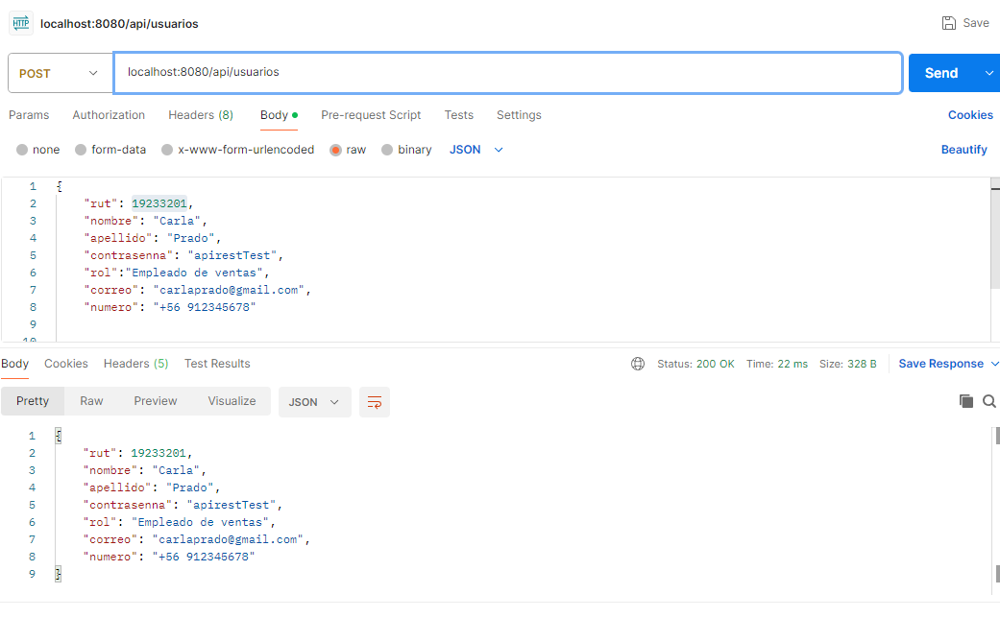 HTTP localhost:8080/api/usuarios Save
POST localhost:8080/api/usuarios Send
Params Authorization Headers (8) Body Pre-request Script Tests Settings Cookies
none form-data x-www-form-urlencoded raw binary JSON Beautify
1 {
2 "rut": 19233201,
3 "nombre": "Carla",
4 "apellido": "Prado",
5 "contrasenna": "apirestTest",
6 "rol":"Empleado de ventas",
7 "correo": "carlaprado@gmail.com",
8 "numero": "+56 912345678"
9
10
Body Cookies Headers (5) Test Results Status: 200 OK Time: 22 ms Size: 328 B Save Response
Pretty Raw Preview Visualize JSON
1 {
2 "rut": 19233201,
3 "nombre": "Carla",
4 "apellido": "Prado",
5 "contrasenna": "apirestTest",
6 "rol": "Empleado de ventas",
7 "correo": "carlaprado@gmail.com",
8 "numero": "+56 912345678"
9 }